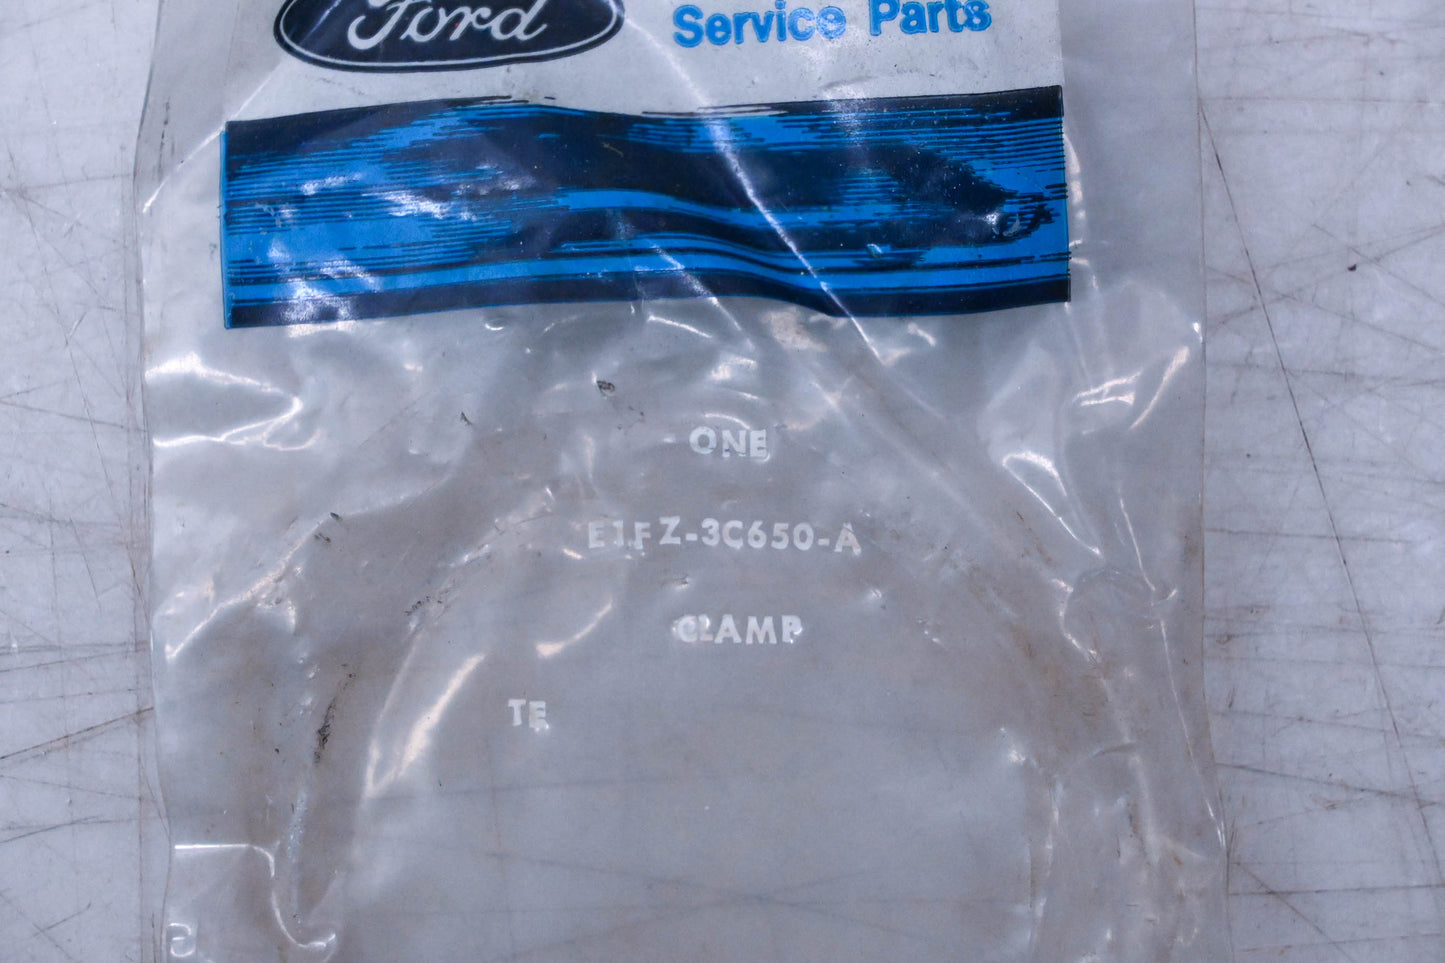 Ford
Service Parts
ONE
E1FZ-3C650-A
CLAMP
TE